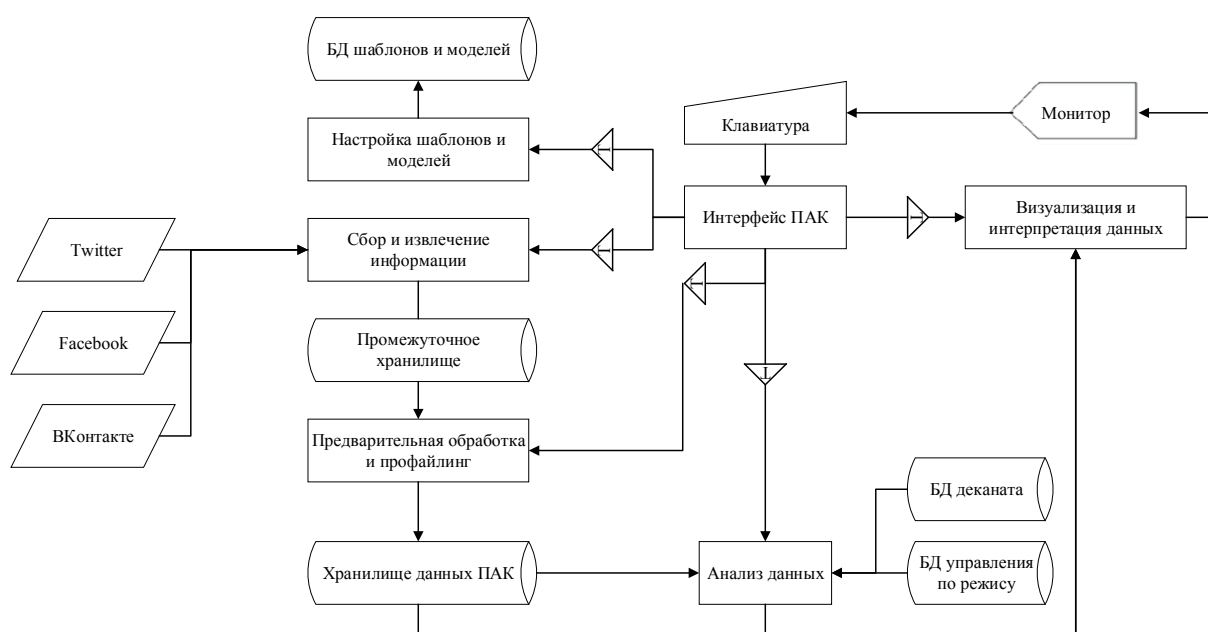 БД шаблонов и моделей
Клавиатура
Монитор
Настройка шаблонов и
моделей
Т
Интерфейс ПАК
Т
Визуализация и
интерпретация данных
Twitter
Сбор и извлечение
информации
Т
Т
Facebook
Промежуточное
хранилище
Т
ВКонтакте
Предварительная обработка
и профайлинг
БД деканата
Хранилище данных ПАК
Анализ данных
БД управления
по режису